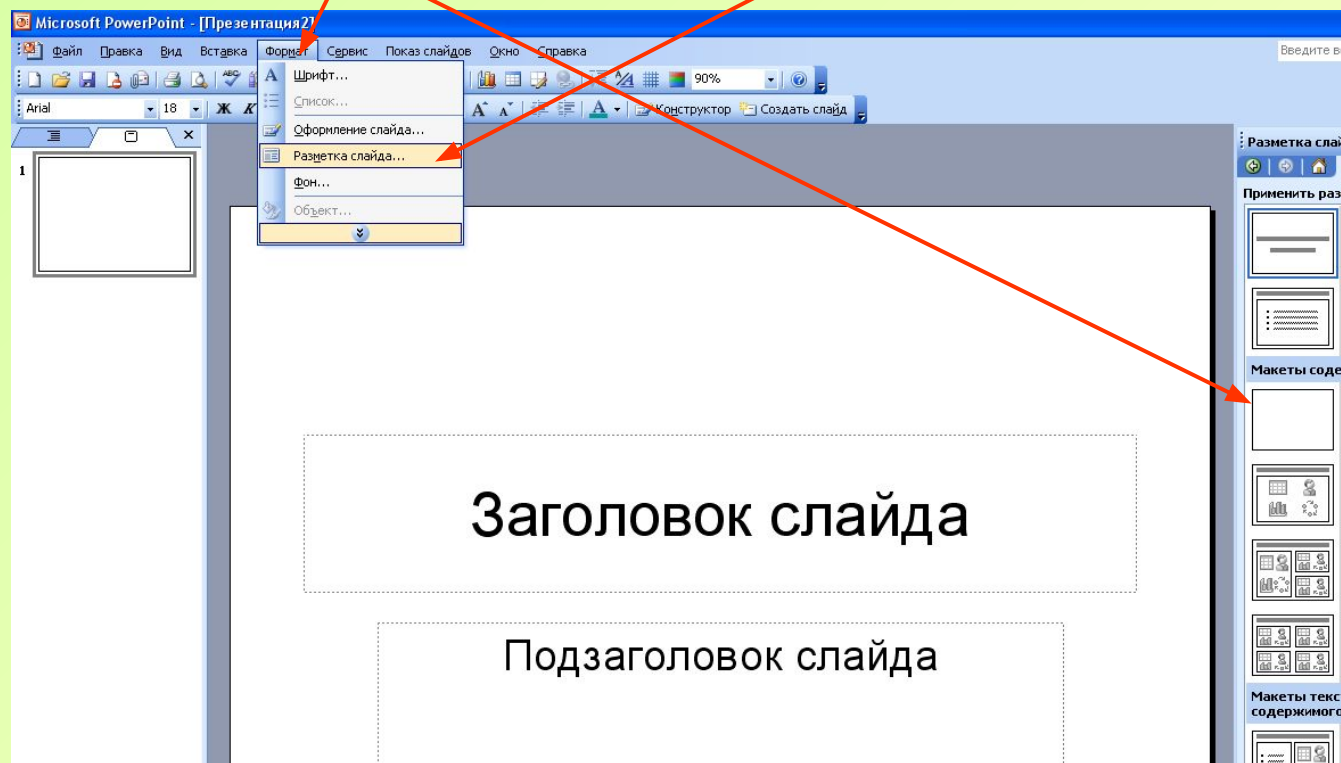 Microsoft PowerPoint - [Презентация2]
Файл Правка Вид Вставка Формат Сервис Показ слайдов Окно Справка
Введите в
90%
Arial 18 Ж К
Конструктор Создать слайд
Шрифт...
Список...
Оформление слайда...
Разметка слайда...
Фон...
Объект...
1
Разметка слай
Применить раз
Макеты соде
Заголовок слайда
Подзаголовок слайда
Макеты текс
содержимого